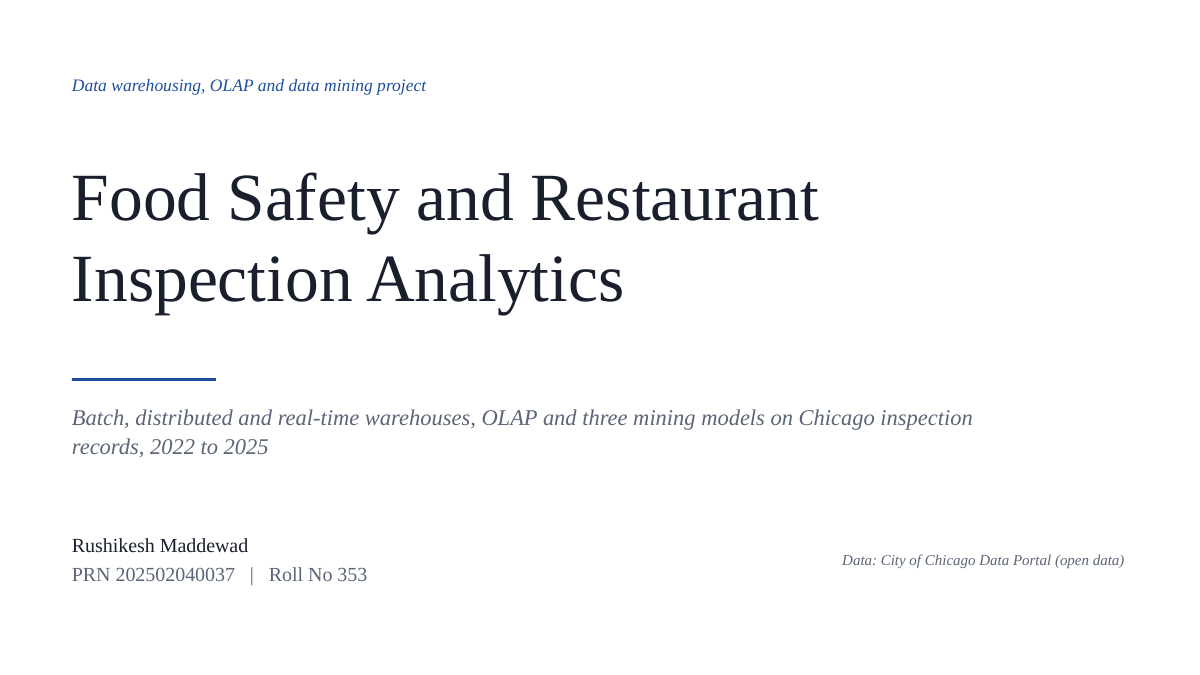 Data warehousing, OLAP and data mining project
Food Safety and Restaurant
Inspection Analytics
Batch, distributed and real-time warehouses, OLAP and three mining models on Chicago inspection
records, 2022 to 2025
Rushikesh Maddewad
PRN 202502040037 | Roll No 353
Data: City of Chicago Data Portal (open data)